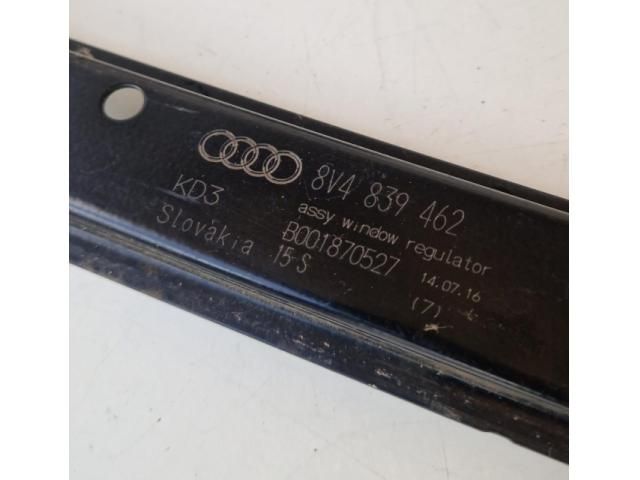 8V4 839 462
KD3 assy window regulator
Slovakia B001870527 14.07.16
15-S (7)